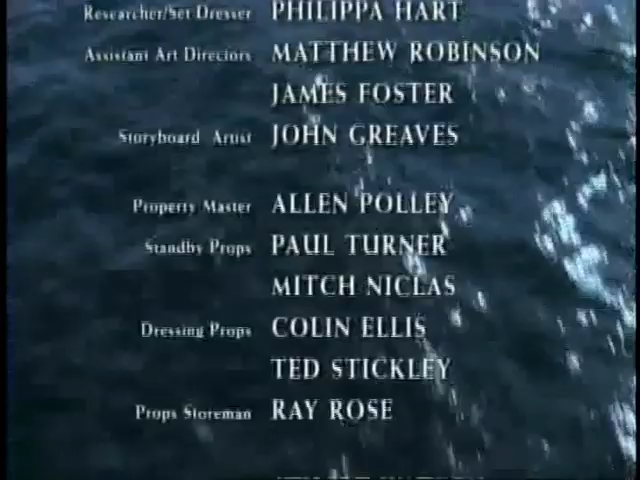 Researcher/Set Dresser PHILIPPA HART
Assistant Art Directors MATTHEW ROBINSON
JAMES FOSTER
Storyboard Artist JOHN GREAVES
Property Master ALLEN POLLEY
Standby Props PAUL TURNER
MITCH NICLAS
Dressing Props COLIN ELLIS
TED STICKLEY
Props Storeman RAY ROSE